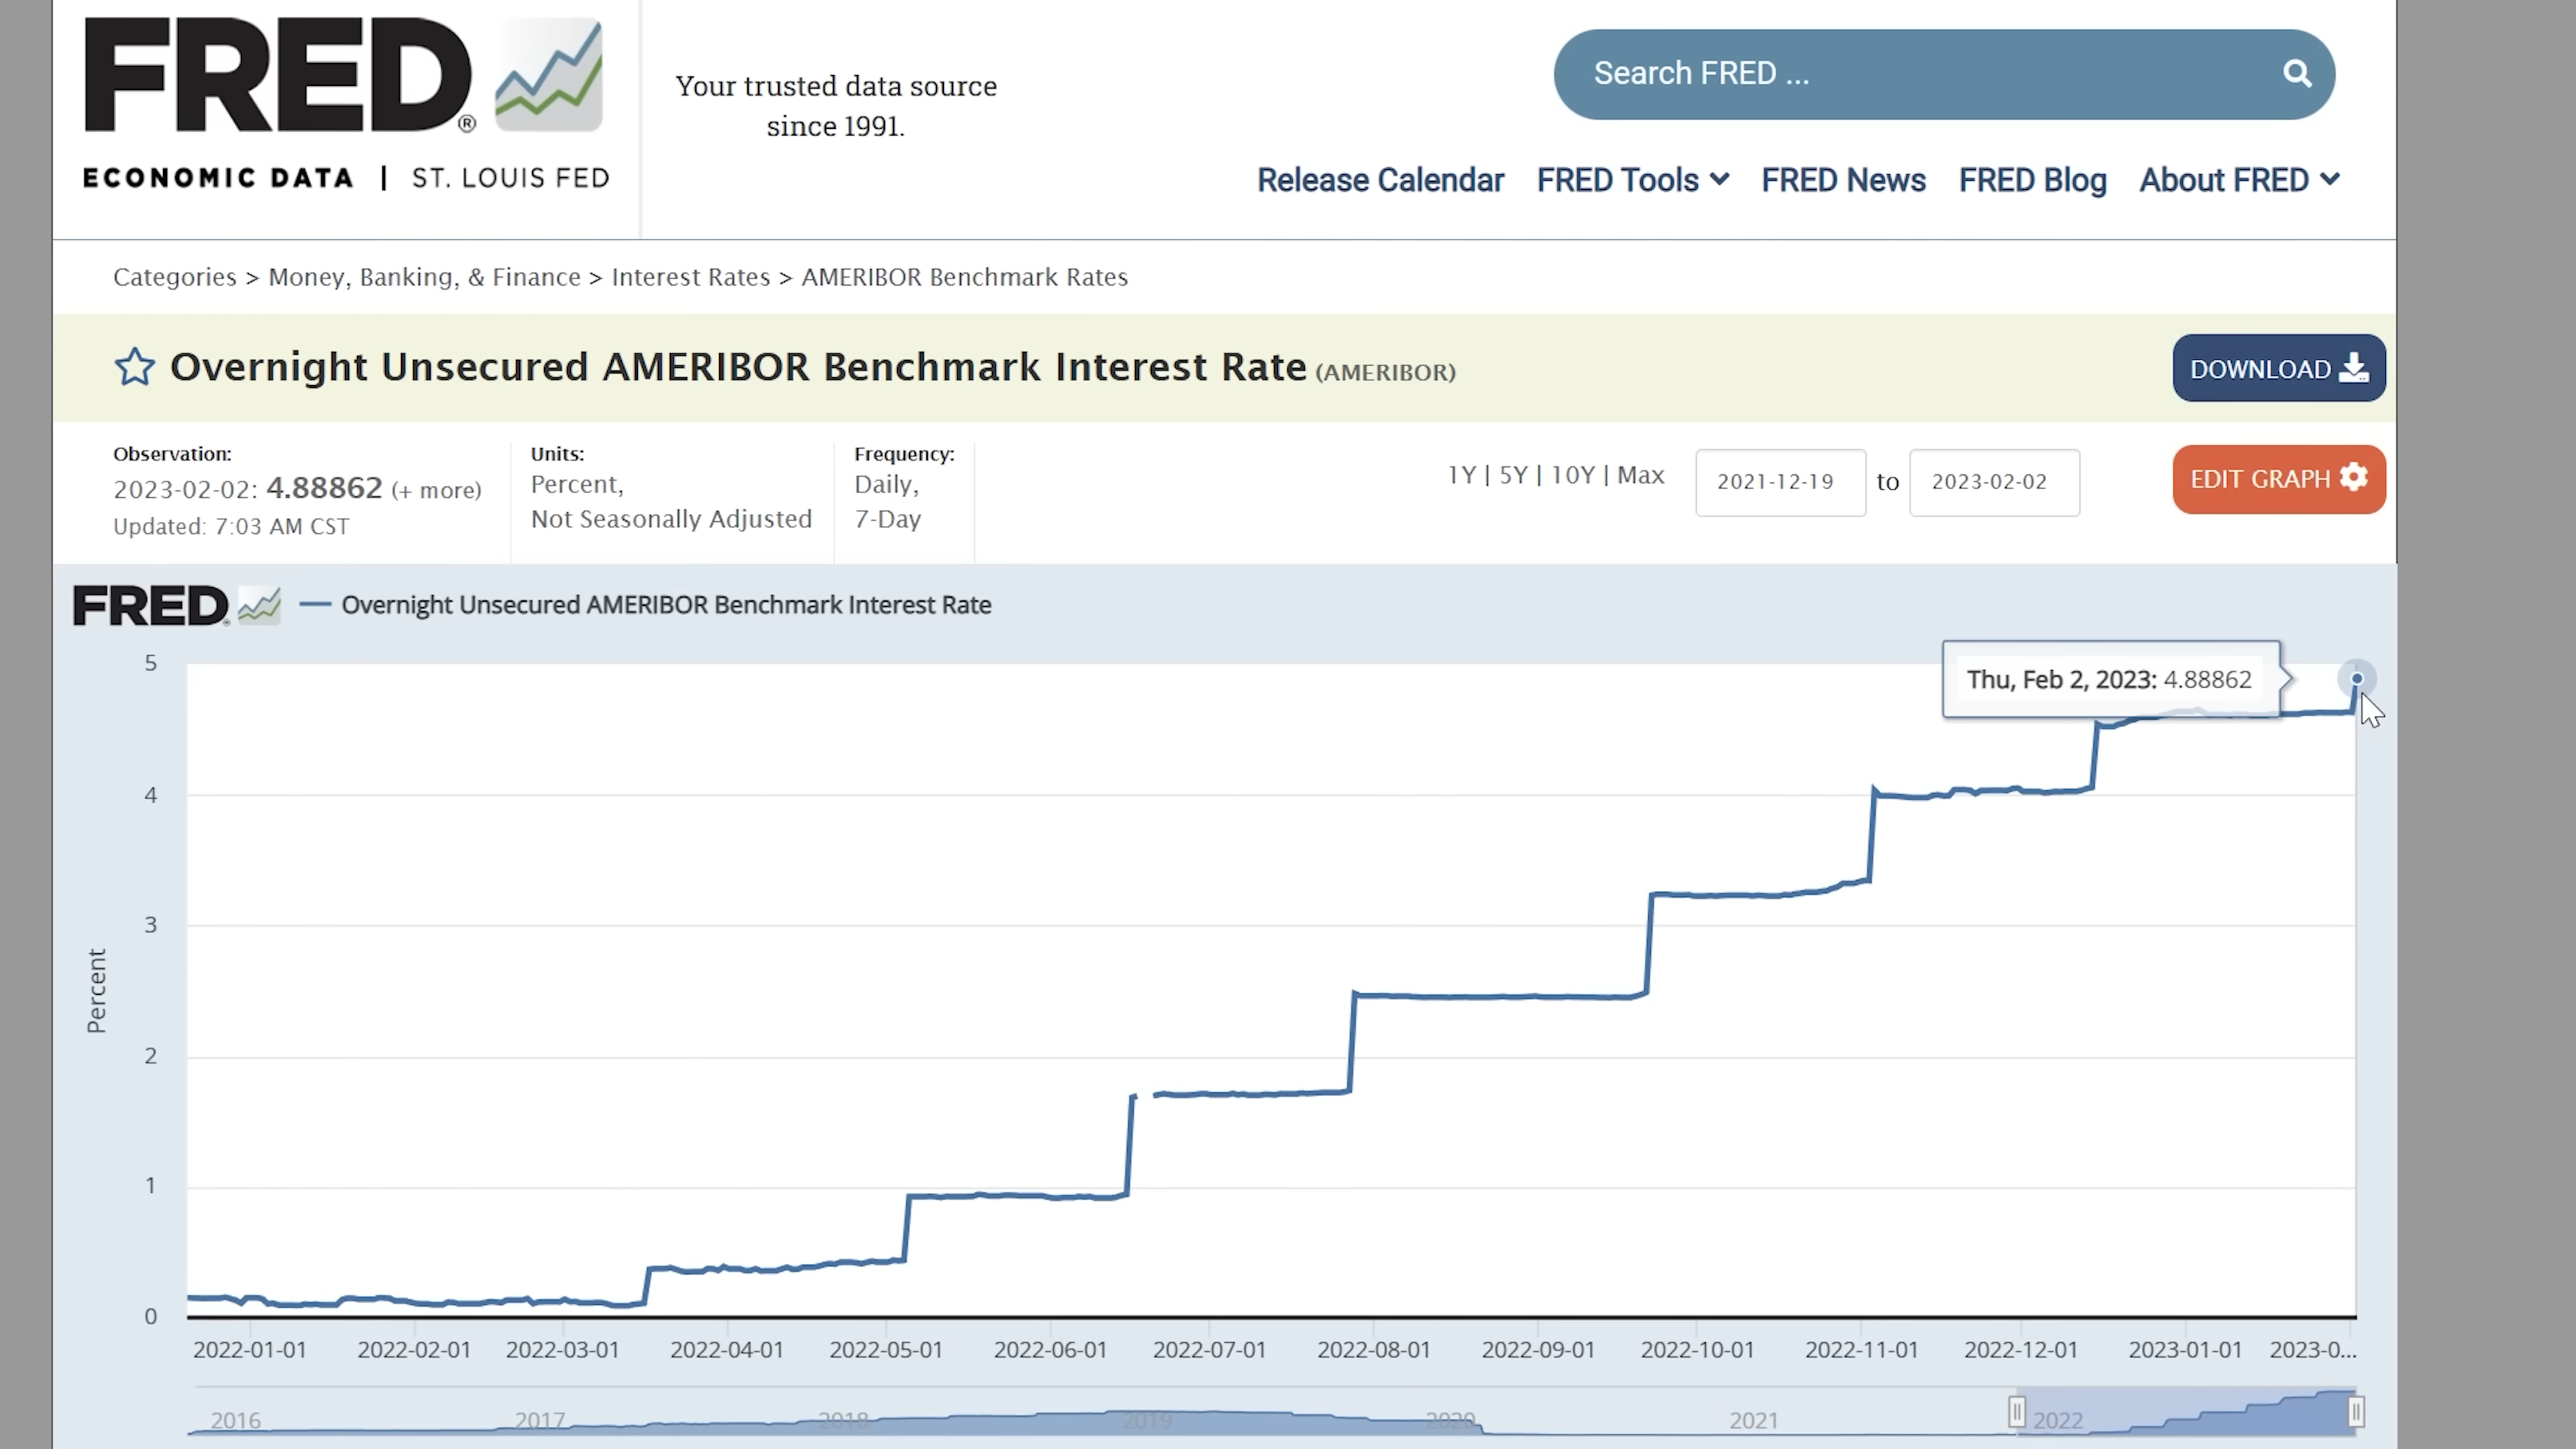 FRED®
ECONOMIC DATA | ST. LOUIS FED
Your trusted data source
since 1991.
Search FRED ...
Release Calendar FRED Tools FRED News FRED Blog About FRED
Categories > Money, Banking, & Finance > Interest Rates > AMERIBOR Benchmark Rates
Overnight Unsecured AMERIBOR Benchmark Interest Rate (AMERIBOR)
DOWNLOAD
Observation:
2023-02-02: 4.88862 (+ more)
Updated: 7:03 AM CST
Units:
Percent,
Not Seasonally Adjusted
Frequency:
Daily,
7-Day
1Y | 5Y | 10Y | Max
2021-12-19 to 2023-02-02
EDIT GRAPH
FRED® Overnight Unsecured AMERIBOR Benchmark Interest Rate
Thu, Feb 2, 2023: 4.88862
Percent
5
4
3
2
1
0
2022-01-01 2022-02-01 2022-03-01 2022-04-01 2022-05-01 2022-06-01 2022-07-01 2022-08-01 2022-09-01 2022-10-01 2022-11-01 2022-12-01 2023-01-01 2023-0...
2016 2017 2018 2019 2020 2021 2022